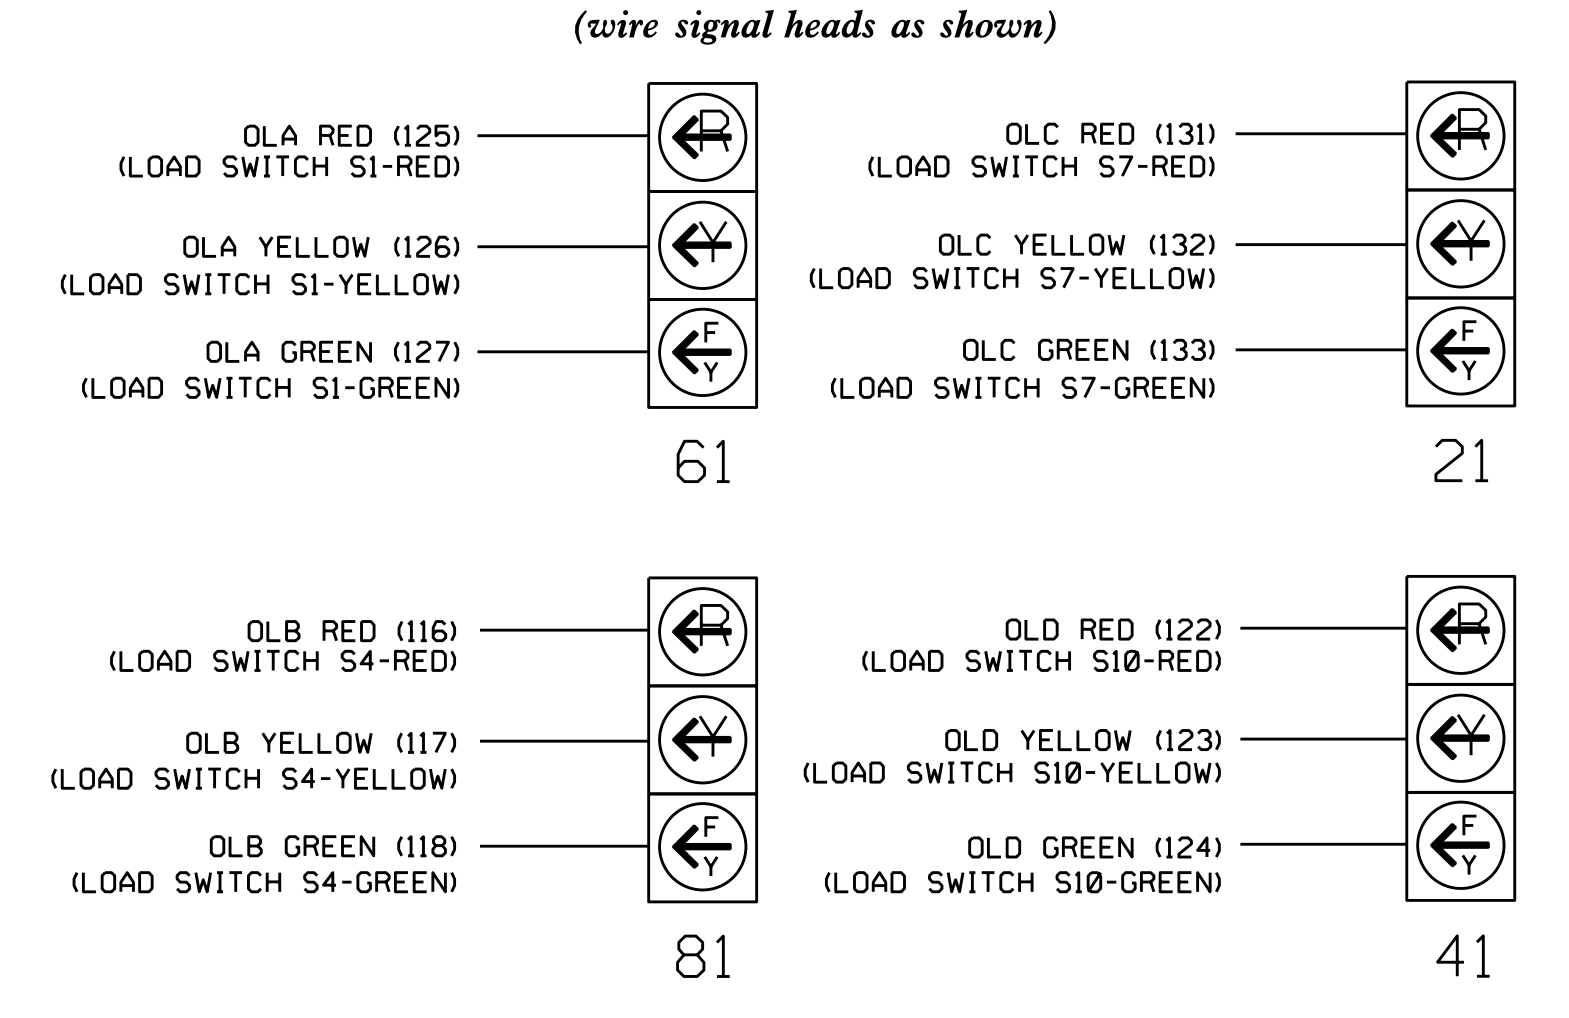 (wire signal heads as shown)
OLA RED (125)
(LOAD SWITCH S1-RED)
R
OLA YELLOW (126)
(LOAD SWITCH S1-YELLOW)
Y
OLA GREEN (127)
(LOAD SWITCH S1-GREEN)
F
Y
61
OLC RED (131)
(LOAD SWITCH S7-RED)
R
OLC YELLOW (132)
(LOAD SWITCH S7-YELLOW)
Y
OLC GREEN (133)
(LOAD SWITCH S7-GREEN)
F
Y
21
OLB RED (116)
(LOAD SWITCH S4-RED)
R
OLB YELLOW (117)
(LOAD SWITCH S4-YELLOW)
Y
OLB GREEN (118)
(LOAD SWITCH S4-GREEN)
F
Y
81
OLD RED (122)
(LOAD SWITCH S10-RED)
R
OLD YELLOW (123)
(LOAD SWITCH S10-YELLOW)
Y
OLD GREEN (124)
(LOAD SWITCH S10-GREEN)
F
Y
41